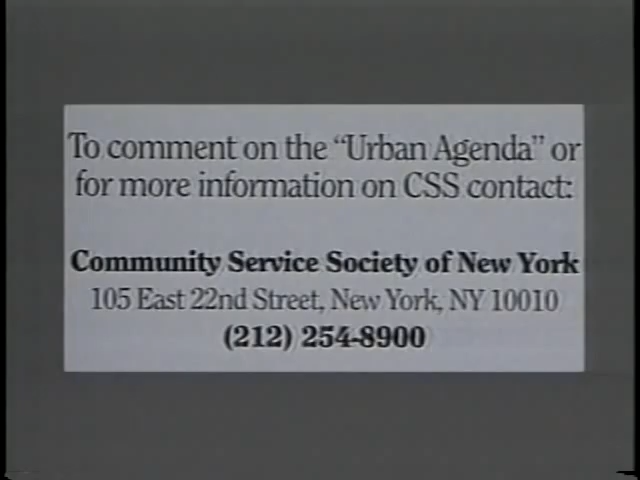 To comment on the “Urban Agenda” or
for more information on CSS contact:
Community Service Society of New York
105 East 22nd Street, New York, NY 10010
(212) 254-8900